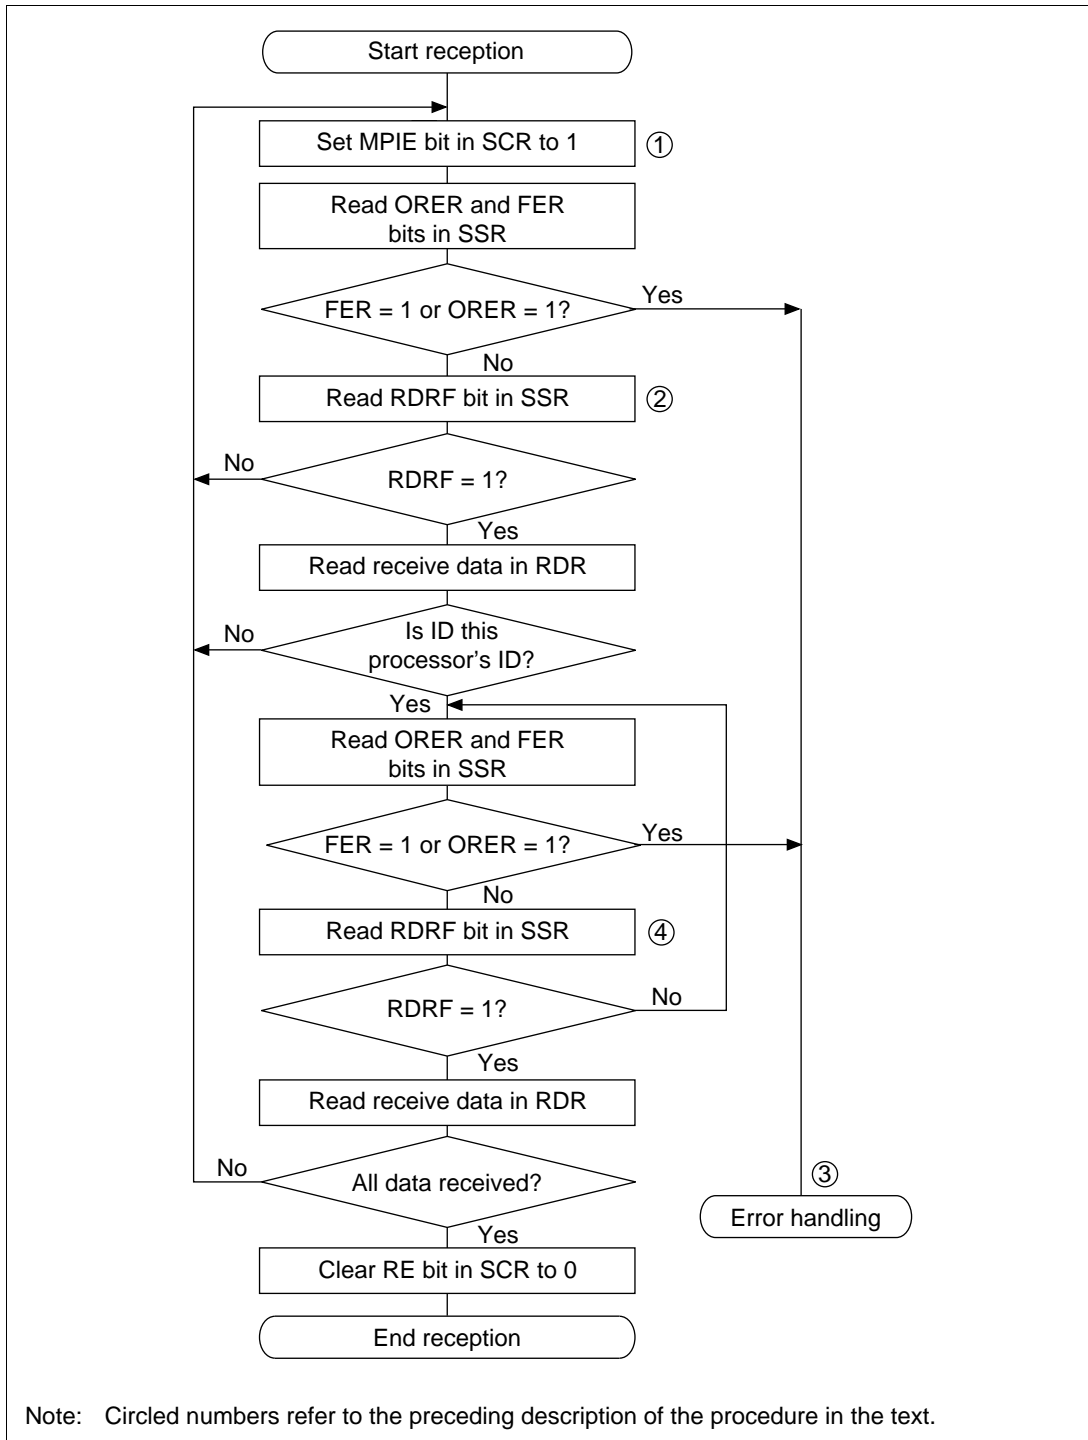 Start reception
Set MPIE bit in SCR to 1
①
Read ORER and FER
bits in SSR
FER = 1 or ORER = 1?
Yes
No
Read RDRF bit in SSR
②
RDRF = 1?
No
Yes
Read receive data in RDR
Is ID this
processor's ID?
No
Yes
Read ORER and FER
bits in SSR
FER = 1 or ORER = 1?
Yes
No
Read RDRF bit in SSR
④
RDRF = 1?
No
Yes
Read receive data in RDR
All data received?
No
③
Error handling
Yes
Clear RE bit in SCR to 0
End reception
Note: Circled numbers refer to the preceding description of the procedure in the text.